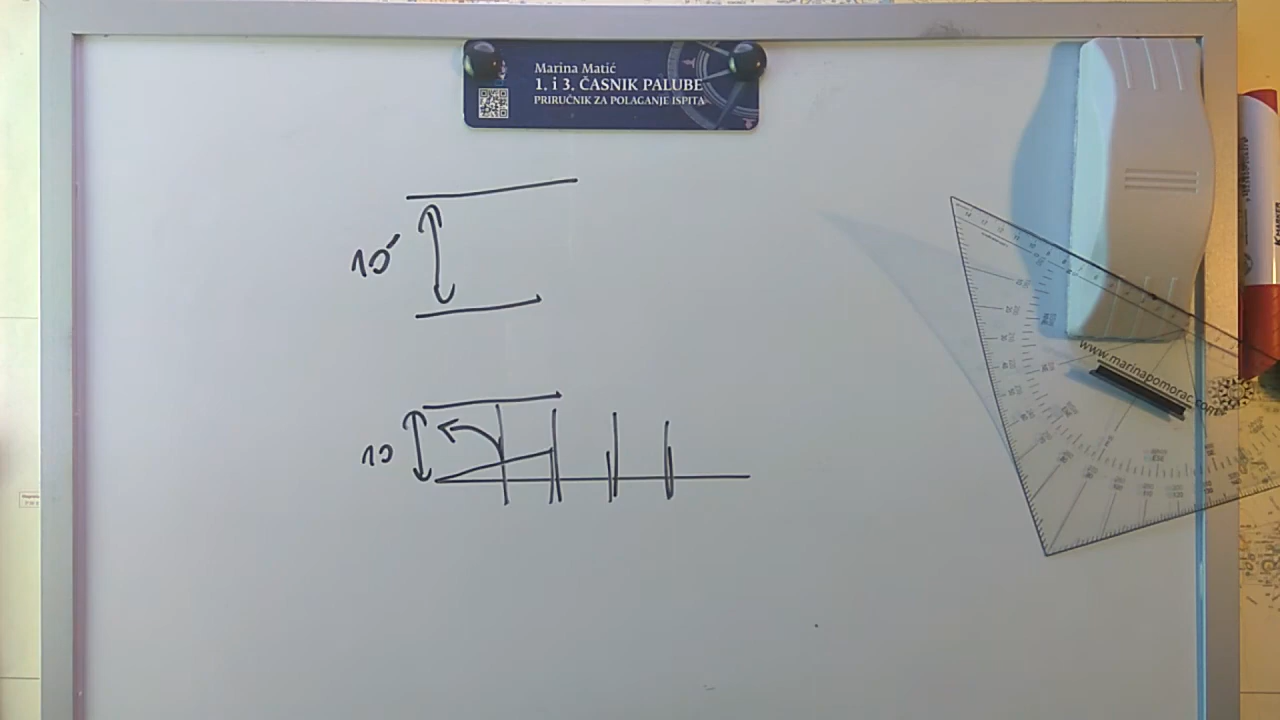 Marina Matić
1. i 3. ČASNIK PALUBE
PRIRUČNIK ZA POLAGANJE ISPITA
10'
10
www.marinapomorac.com